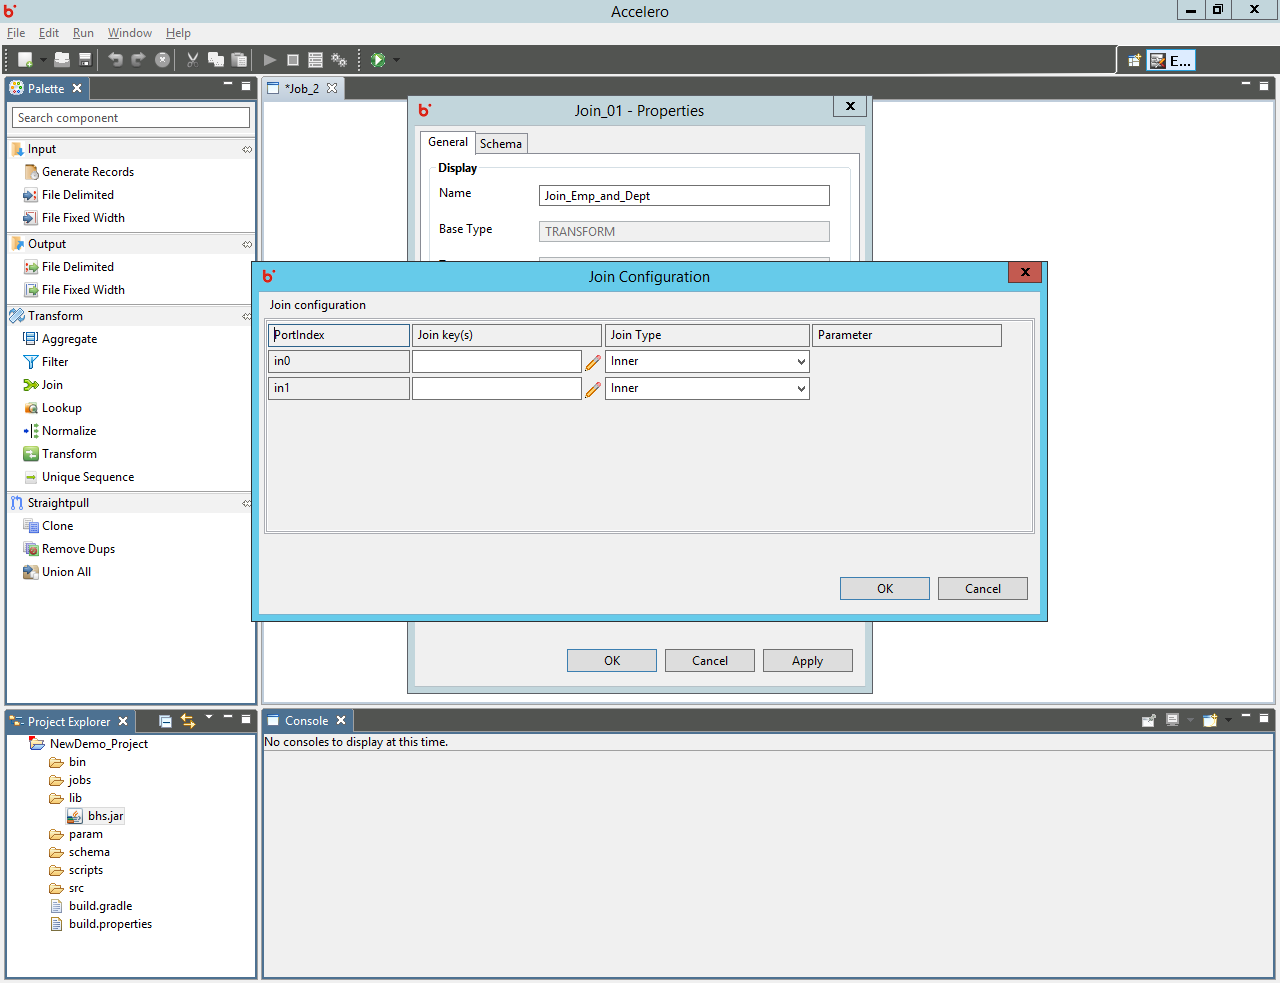 Accelero
File Edit Run Window Help
E...
Palette
Search component
Input
Generate Records
File Delimited
File Fixed Width
Output
File Delimited
File Fixed Width
Transform
Aggregate
Filter
Join
Lookup
Normalize
Transform
Unique Sequence
Straightpull
Clone
Remove Dups
Union All
*Job_2
Join_01 - Properties
General Schema
Display
Name Join_Emp_and_Dept
Base Type TRANSFORM
Join Configuration
Join configuration
PortIndex Join key(s) Join Type Parameter
in0 Inner
in1 Inner
OK Cancel
OK Cancel Apply
Project Explorer
NewDemo_Project
bin
jobs
lib
bhs.jar
param
schema
scripts
src
build.gradle
build.properties
Console
No consoles to display at this time.